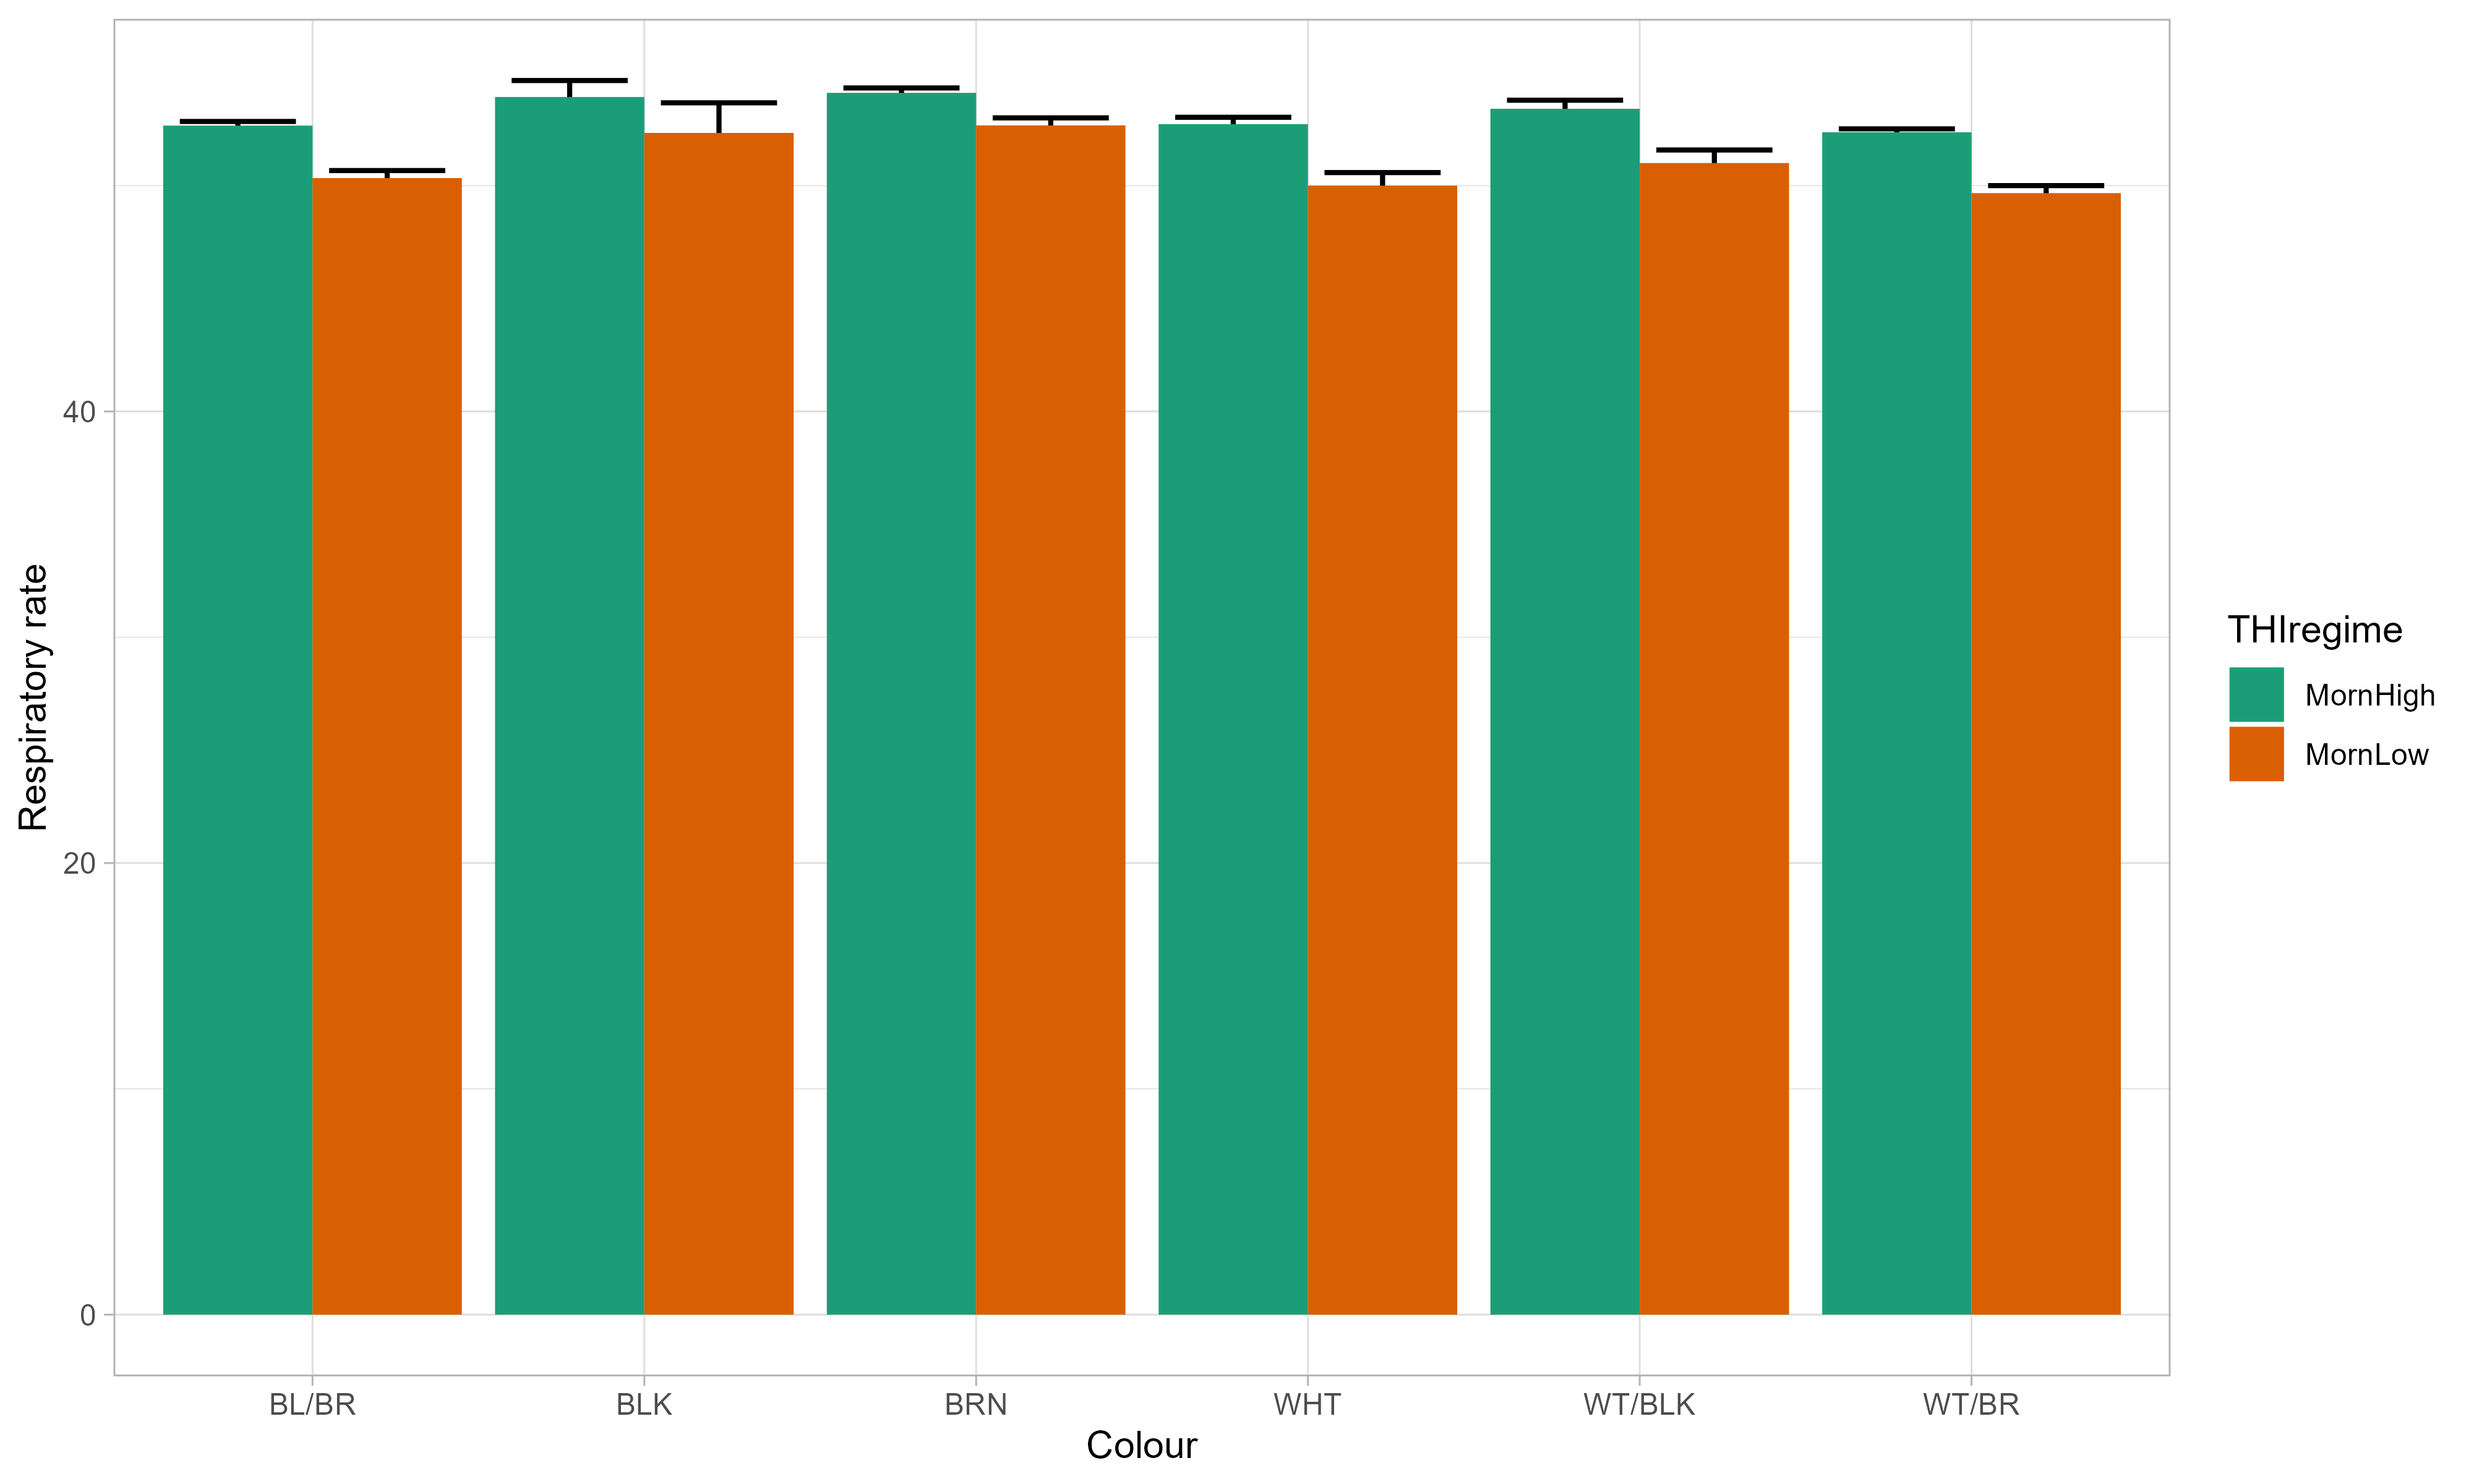 Respiratory rate
40
20
0
BL/BR
BLK
BRN
WHT
WT/BLK
WT/BR
Colour
THIregime
MornHigh
MornLow